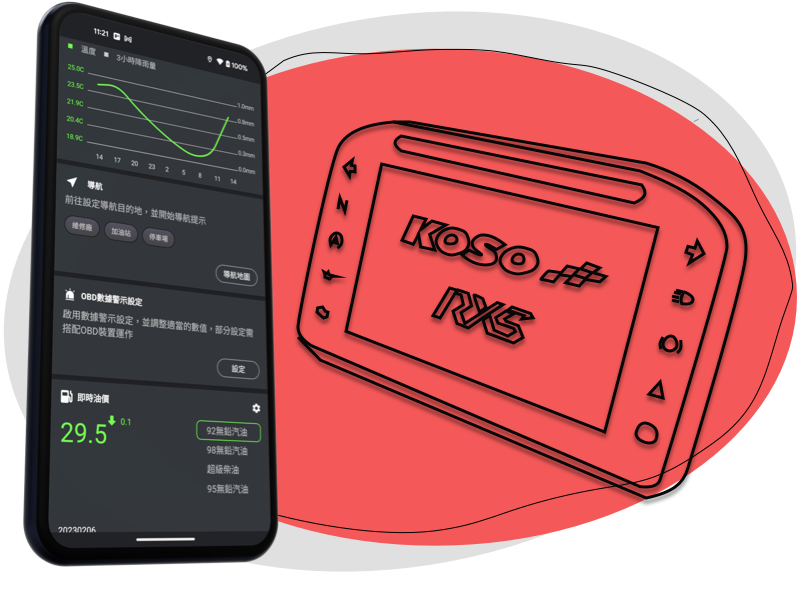 11:21 100%
溫度 3小時降雨量
25.0C
23.5C
21.9C
20.4C
18.9C
1.0mm
0.8mm
0.5mm
0.3mm
0.0mm
14 17 20 23 2 5 8 11 14
導航
前往設定導航目的地，並開始導航提示
維修廠 加油站 停車場
導航地圖
OBD數據警示設定
啟用數據警示設定，並調整適當的數值，部分設定需
搭配OBD裝置運作
設定
即時油價
29.5 0.1
92無鉛汽油
98無鉛汽油
超級柴油
95無鉛汽油
20230206
N
KOSO
RX5